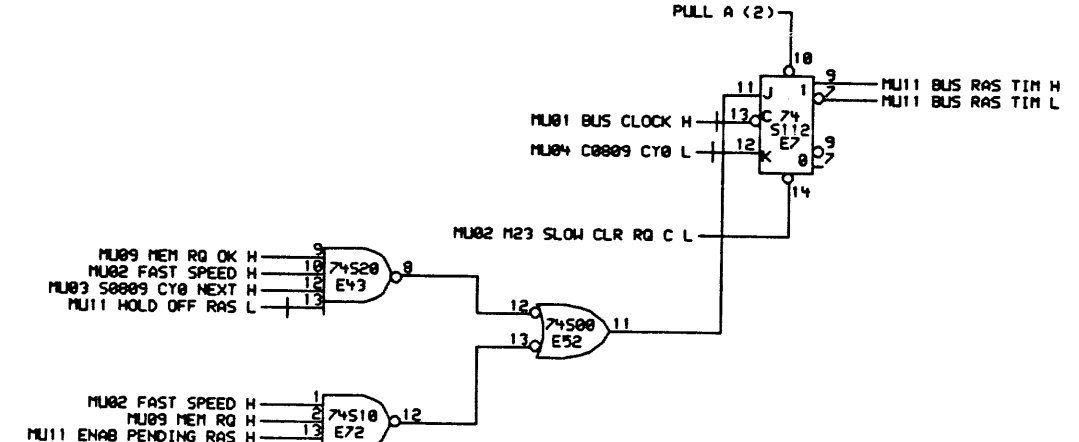 PULL A (2)
10
11 J 1 9 MU11 BUS RAS TIM H
7 MU11 BUS RAS TIM L
MU01 BUS CLOCK H 13 C 74
S112
E7
MU04 C0809 CY0 L 12 K 0 9
7
14
MU02 M23 SLOW CLR RQ C L
MU09 MEM RQ OK H 9
MU02 FAST SPEED H 10 74S20 8
MU03 S0809 CY0 NEXT H 12 E43
MU11 HOLD OFF RAS L 13
12 74S00 11
13 E52
MU02 FAST SPEED H 1
MU09 MEM RQ H 2 74S10 12
MU11 ENAB PENDING RAS H 13 E72